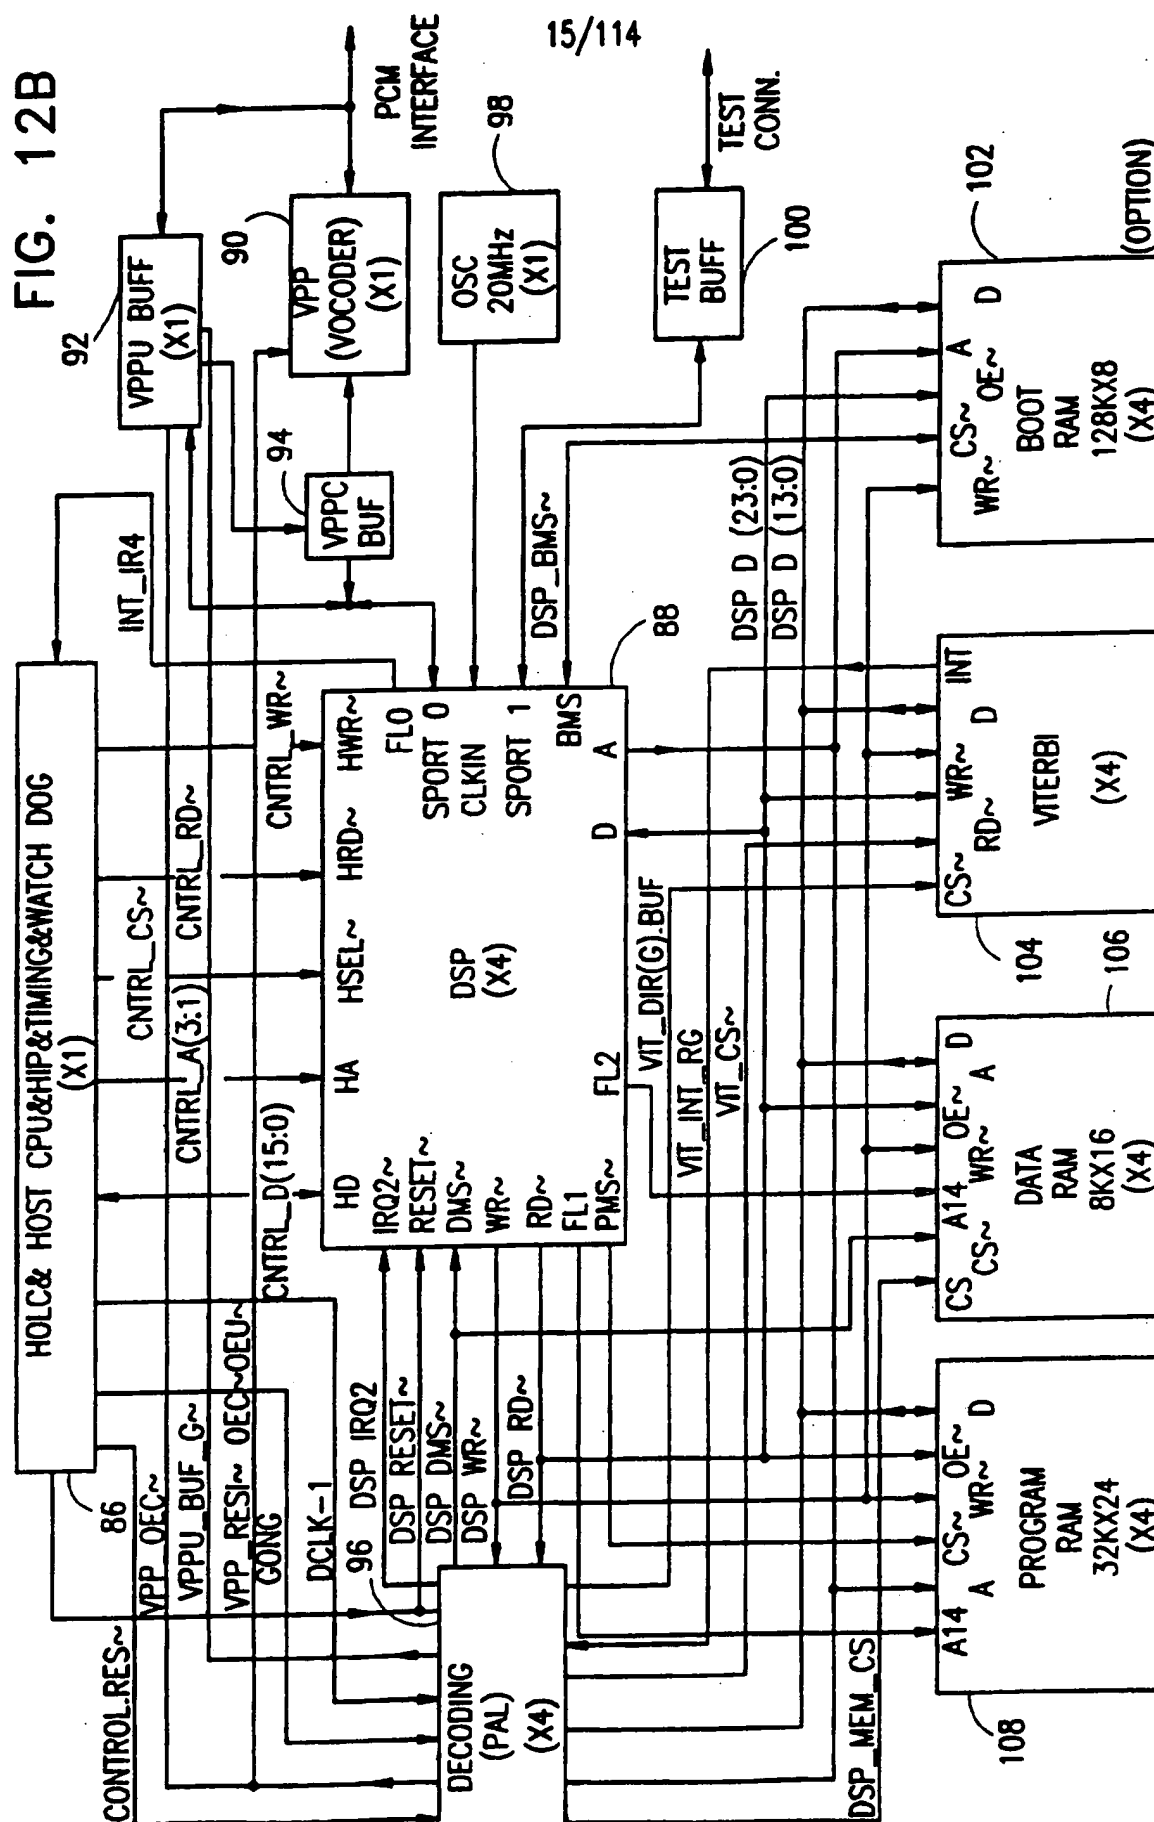 FIG. 12B
15/114
HOLC& HOST CPU&HIP&TIMING&WATCH DOG
(X1)
86
VPPU BUFF
(X1)
92
VPP
(VOCODER)
(X1)
90
PCM
INTERFACE
VPPC
BUF
94
OSC
20MHz
(X1)
98
TEST
BUFF
100
TEST
CONN.
INT_IR4
CONTROL.RES~
VPP_OEC~
VPPU_BUF_G~
VPP_RESI~ OEC~OEU~
GONG
DCLK-1
CNTRL_D(15:0)
CNTRL_A(3:1)
CNTRL_CS~
CNTRL_RD~
CNTRL_WR~
HD
HA
HSEL~
HRD~
HWR~
IRQ2~
RESET~
DMS~
WR~
RD~
FL1
PMS~
FL2
DSP
(X4)
FLO
SPORT 0
CLKIN
SPORT 1
BMS
D
A
88
DSP_BMS~
DECODING
(PAL)
(X4)
96
DSP IRQ2
DSP RESET~
DSP DMS~
DSP WR~
DSP RD~
VIT_DIR(G).BUF
VIT_INT_RG
VIT_CS~
DSP D (23:0)
DSP D (13:0)
DSP_MEM_CS
A14
A
CS~
WR~
OE~
D
PROGRAM
RAM
32KX24
(X4)
108
CS
CS~
A14
WR~
OE~
A
D
DATA
RAM
8KX16
(X4)
106
CS~
RD~
WR~
D
INT
VITERBI
(X4)
104
WR~
CS~
OE~
A
D
BOOT
RAM
128KX8
(X4)
102
(OPTION)